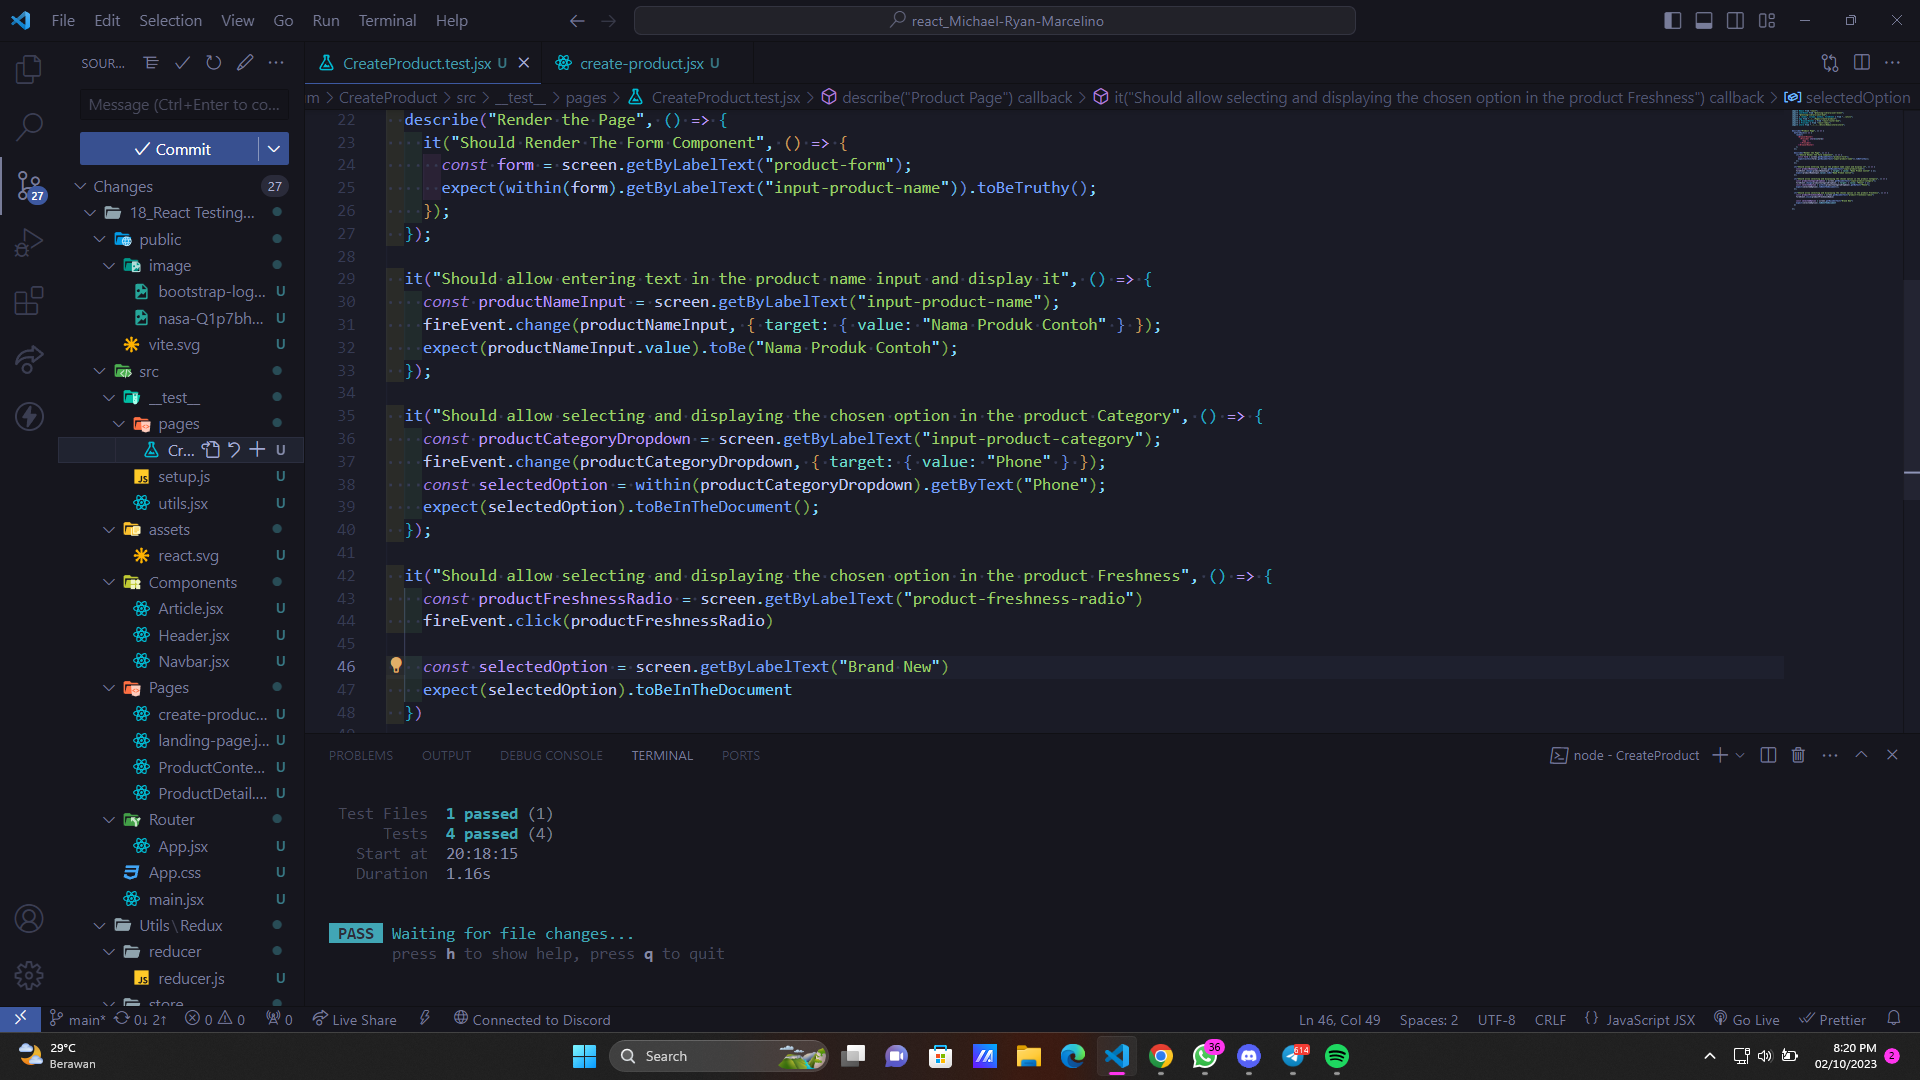 File Edit Selection View Go Run Terminal Help
react_Michael-Ryan-Marcelino
SOUR...
CreateProduct.test.jsx U
create-product.jsx U
Message (Ctrl+Enter to co...
m > CreateProduct > src > __test__ > pages > CreateProduct.test.jsx > describe("Product Page") callback > it("Should allow selecting and displaying the chosen option in the product Freshness") callback > selectedOption
Commit
Changes 27
27
18_React Testing...
public
image
bootstrap-log... U
nasa-Q1p7bh... U
vite.svg U
src
__test__
pages
Cr... U
setup.js U
utils.jsx U
assets
react.svg U
Components
Article.jsx U
Header.jsx U
Navbar.jsx U
Pages
create-produc... U
landing-page.j... U
ProductConte... U
ProductDetail.... U
Router
App.jsx U
App.css U
main.jsx U
Utils\Redux
reducer
reducer.js U
store
22 describe("Render the Page", () => {
23 it("Should Render The Form Component", () => {
24 const form = screen.getByLabelText("product-form");
25 expect(within(form).getByLabelText("input-product-name")).toBeTruthy();
26 });
27 });
28
29 it("Should allow entering text in the product name input and display it", () => {
30 const productNameInput = screen.getByLabelText("input-product-name");
31 fireEvent.change(productNameInput, { target: { value: "Nama Produk Contoh" } });
32 expect(productNameInput.value).toBe("Nama Produk Contoh");
33 });
34
35 it("Should allow selecting and displaying the chosen option in the product Category", () => {
36 const productCategoryDropdown = screen.getByLabelText("input-product-category");
37 fireEvent.change(productCategoryDropdown, { target: { value: "Phone" } });
38 const selectedOption = within(productCategoryDropdown).getByText("Phone");
39 expect(selectedOption).toBeInTheDocument();
40 });
41
42 it("Should allow selecting and displaying the chosen option in the product Freshness", () => {
43 const productFreshnessRadio = screen.getByLabelText("product-freshness-radio")
44 fireEvent.click(productFreshnessRadio)
45
46 const selectedOption = screen.getByLabelText("Brand New")
47 expect(selectedOption).toBeInTheDocument
48 })
PROBLEMS OUTPUT DEBUG CONSOLE TERMINAL PORTS
node - CreateProduct
Test Files 1 passed (1)
Tests 4 passed (4)
Start at 20:18:15
Duration 1.16s
PASS Waiting for file changes...
press h to show help, press q to quit
main* 0↓ 2↑ 0 0 0 Live Share Connected to Discord
Ln 46, Col 49 Spaces: 2 UTF-8 CRLF {} JavaScript JSX Go Live Prettier
29°C
Berawan
Search
36
614
8:20 PM
02/10/2023
2